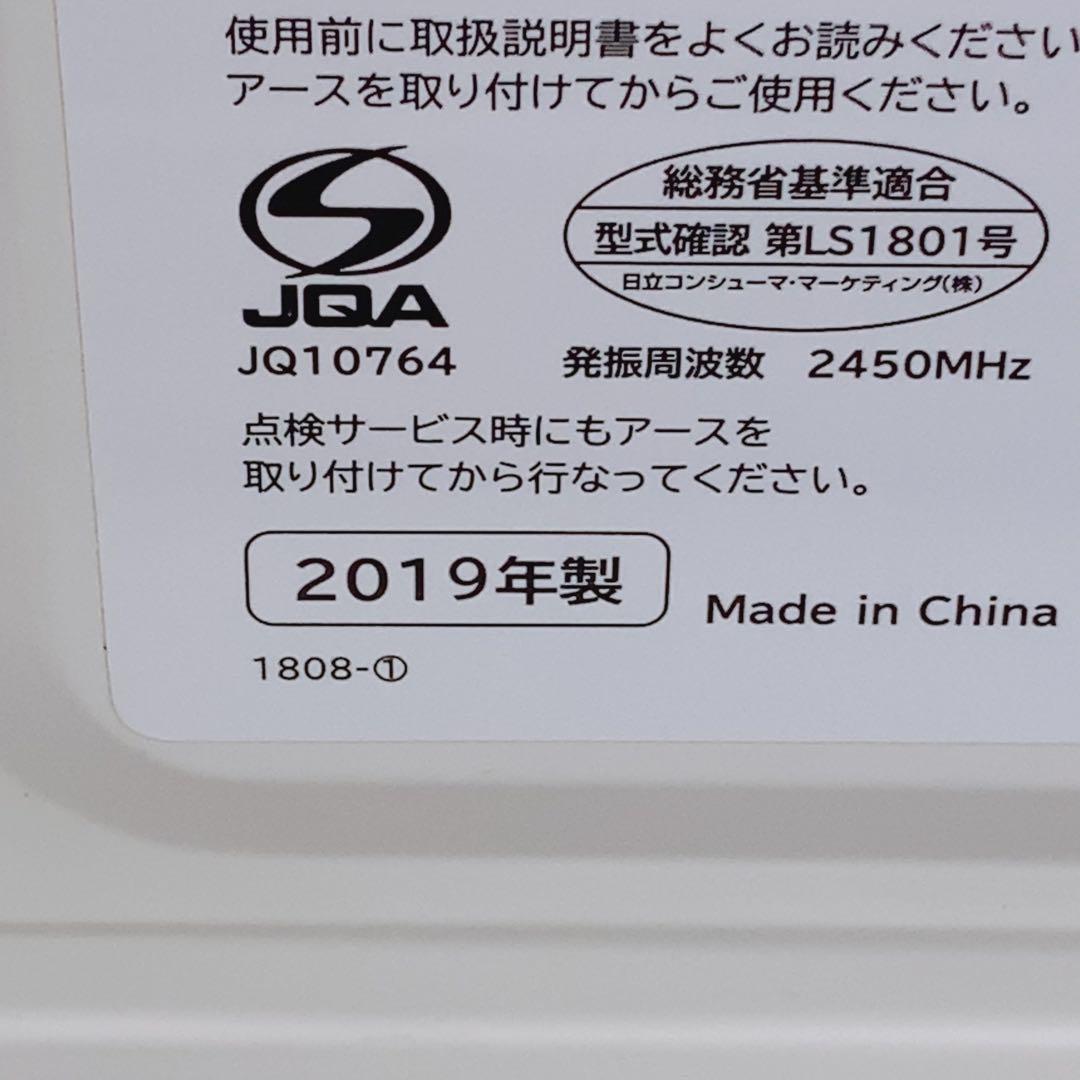 使用前に取扱説明書をよくお読みください
アースを取り付けてからご使用ください。
JQA
JQ10764
総務省基準適合
型式確認 第LS1801号
日立コンシューマ・マーケティング(株)
発振周波数 2450MHz
点検サービス時にもアースを
取り付けてから行なってください。
2019年製
Made in China
1808-①